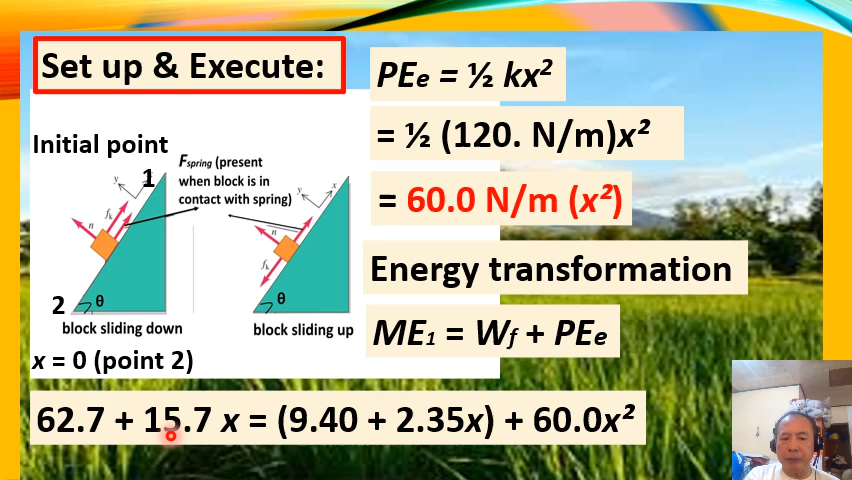 Set up & Execute:
Initial point
1
F spring (present
when block is in
contact with spring)
y
x
fk
n
y
x
n
fk
2
θ
θ
block sliding down
block sliding up
x = 0 (point 2)
PEe = ½ kx²
= ½ (120. N/m)x²
= 60.0 N/m (x²)
Energy transformation
ME₁ = Wf + PEe
62.7 + 15.7 x = (9.40 + 2.35x) + 60.0x²